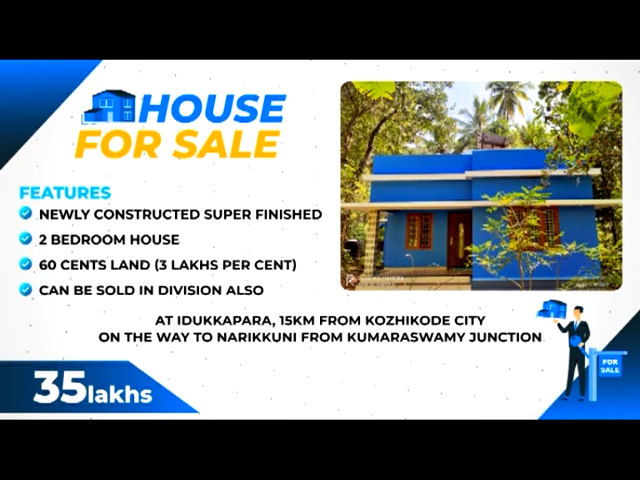 HOUSE
FOR SALE
FEATURES
NEWLY CONSTRUCTED SUPER FINISHED
2 BEDROOM HOUSE
60 CENTS LAND (3 LAKHS PER CENT)
CAN BE SOLD IN DIVISION ALSO
AT IDUKKAPARA, 15KM FROM KOZHIKODE CITY
ON THE WAY TO NARIKKUNI FROM KUMARASWAMY JUNCTION
FOR
SALE
35lakhs